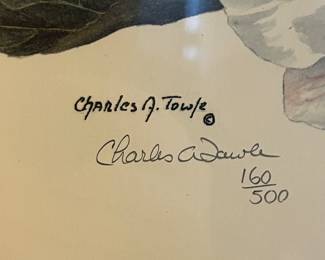 Charles A. Towle ©
Charles A Towle
160/500